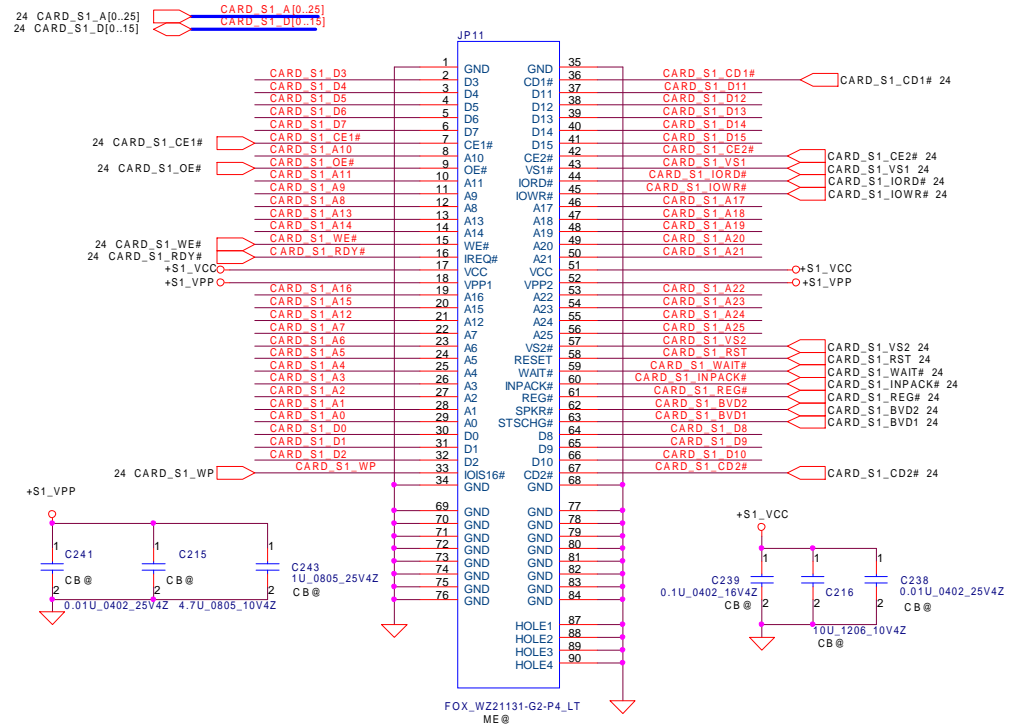 24 CARD_S1_A[0..25] CARD_S1_A[0..25]
24 CARD_S1_D[0..15] CARD_S1_D[0..15]
JP11
1 GND GND 35
CARD_S1_D3 2 D3 CD1# 36 CARD_S1_CD1# CARD_S1_CD1# 24
CARD_S1_D4 3 D4 D11 37 CARD_S1_D11
CARD_S1_D5 4 D5 D12 38 CARD_S1_D12
CARD_S1_D6 5 D6 D13 39 CARD_S1_D13
CARD_S1_D7 6 D7 D14 40 CARD_S1_D14
24 CARD_S1_CE1# CARD_S1_CE1# 7 CE1# D15 41 CARD_S1_D15
CARD_S1_A10 8 A10 CE2# 42 CARD_S1_CE2# CARD_S1_CE2# 24
24 CARD_S1_OE# CARD_S1_OE# 9 OE# VS1# 43 CARD_S1_VS1 CARD_S1_VS1 24
CARD_S1_A11 10 A11 IORD# 44 CARD_S1_IORD# CARD_S1_IORD# 24
CARD_S1_A9 11 A9 IOWR# 45 CARD_S1_IOWR# CARD_S1_IOWR# 24
CARD_S1_A8 12 A8 A17 46 CARD_S1_A17
CARD_S1_A13 13 A13 A18 47 CARD_S1_A18
CARD_S1_A14 14 A14 A19 48 CARD_S1_A19
24 CARD_S1_WE# CARD_S1_WE# 15 WE# A20 49 CARD_S1_A20
24 CARD_S1_RDY# CARD_S1_RDY# 16 IREQ# A21 50 CARD_S1_A21
+S1_VCC 17 VCC VCC 51 +S1_VCC
+S1_VPP 18 VPP1 VPP2 52 +S1_VPP
CARD_S1_A16 19 A16 A22 53 CARD_S1_A22
CARD_S1_A15 20 A15 A23 54 CARD_S1_A23
CARD_S1_A12 21 A12 A24 55 CARD_S1_A24
CARD_S1_A7 22 A7 A25 56 CARD_S1_A25
CARD_S1_A6 23 A6 VS2# 57 CARD_S1_VS2 CARD_S1_VS2 24
CARD_S1_A5 24 A5 RESET 58 CARD_S1_RST CARD_S1_RST 24
CARD_S1_A4 25 A4 WAIT# 59 CARD_S1_WAIT# CARD_S1_WAIT# 24
CARD_S1_A3 26 A3 INPACK# 60 CARD_S1_INPACK# CARD_S1_INPACK# 24
CARD_S1_A2 27 A2 REG# 61 CARD_S1_REG# CARD_S1_REG# 24
CARD_S1_A1 28 A1 SPKR# 62 CARD_S1_BVD2 CARD_S1_BVD2 24
CARD_S1_A0 29 A0 STSCHG# 63 CARD_S1_BVD1 CARD_S1_BVD1 24
CARD_S1_D0 30 D0 D8 64 CARD_S1_D8
CARD_S1_D1 31 D1 D9 65 CARD_S1_D9
CARD_S1_D2 32 D2 D10 66 CARD_S1_D10
24 CARD_S1_WP CARD_S1_WP 33 IOIS16# CD2# 67 CARD_S1_CD2# CARD_S1_CD2# 24
34 GND GND 68
69 GND GND 77
70 GND GND 78
71 GND GND 79
72 GND GND 80
73 GND GND 81
74 GND GND 82
75 GND GND 83
76 GND GND 84
HOLE1 87
HOLE2 88
HOLE3 89
HOLE4 90
FOX_WZ21131-G2-P4_LT
ME@
+S1_VPP
1 1 1
C241 C215 C243
1U_0805_25V4Z
CB@ CB@ CB@
2 2 2
0.01U_0402_25V4Z 4.7U_0805_10V4Z
+S1_VCC
1 1 1
C239 C216 C238
0.1U_0402_16V4Z 0.01U_0402_25V4Z
CB@ CB@
2 2 2
10U_1206_10V4Z
CB@